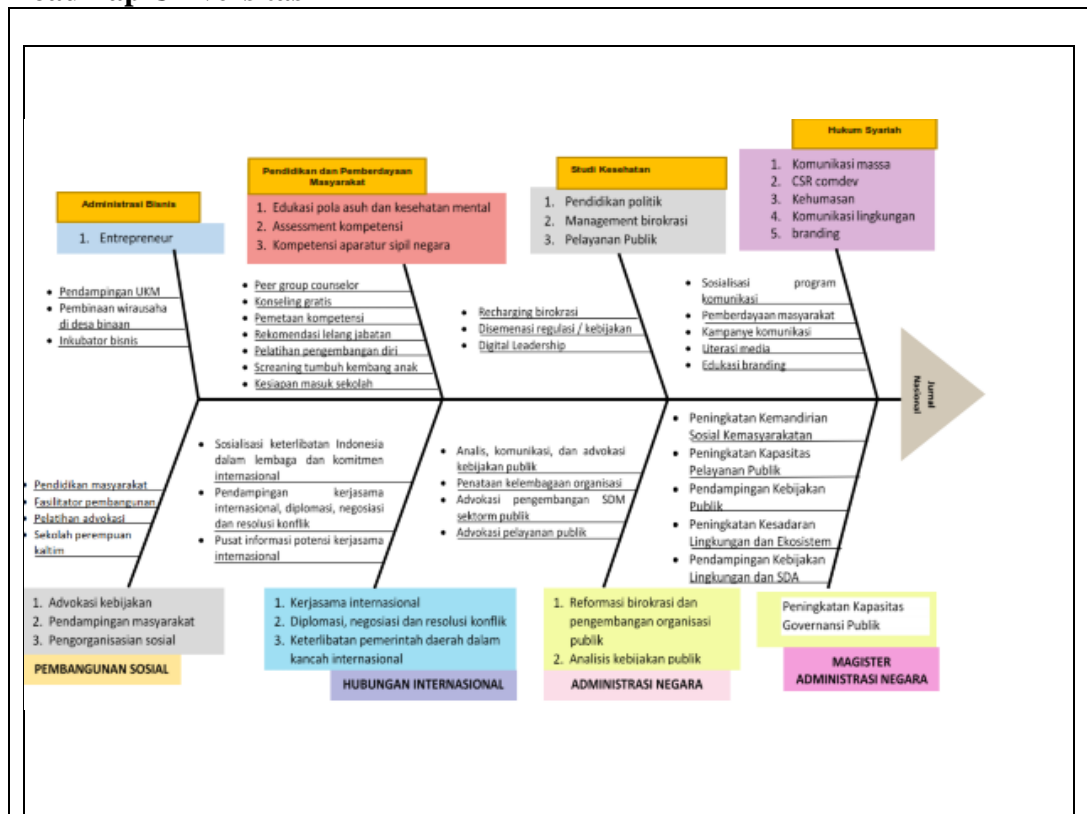 Hukum Syariah
1. Komunikasi massa
2. CSR comdev
3. Kehumasan
4. Komunikasi lingkungan
5. branding
Studi Kesehatan
1. Pendidikan politik
2. Management birokrasi
3. Pelayanan Publik
Pendidikan dan Pemberdayaan
Masyarakat
1. Edukasi pola asuh dan kesehatan mental
2. Assessment kompetensi
3. Kompetensi aparatur sipil negara
Administrasi Bisnis
1. Entrepreneur
• Pendampingan UKM
• Pembinaan wirausaha
di desa binaan
• Inkubator bisnis
• Peer group counselor
• Konseling gratis
• Pemetaan kompetensi
• Rekomendasi lelang jabatan
• Pelatihan pengembangan diri
• Screaning tumbuh kembang anak
• Kesiapan masuk sekolah
• Recharging birokrasi
• Disemenasi regulasi / kebijakan
• Digital Leadership
• Sosialisasi program
komunikasi
• Pemberdayaan masyarakat
• Kampanye komunikasi
• Literasi media
• Edukasi branding
Jurnal
Nasional
• Pendidikan masyarakat
• Fasilitator pembangunan
• Pelatihan advokasi
• Sekolah perempuan
kaltim
• Sosialisasi keterlibatan Indonesia
dalam lembaga dan komitmen
internasional
• Pendampingan kerjasama
internasional, diplomasi, negosiasi
dan resolusi konflik
• Pusat informasi potensi kerjasama
internasional
• Analis, komunikasi, dan advokasi
kebijakan publik
• Penataan kelembagaan organisasi
• Advokasi pengembangan SDM
sektorm publik
• Advokasi pelayanan publik
• Peningkatan Kemandirian
Sosial Kemasyarakatan
• Peningkatan Kapasitas
Pelayanan Publik
• Pendampingan Kebijakan
Publik
• Peningkatan Kesadaran
Lingkungan dan Ekosistem
• Pendampingan Kebijakan
Lingkungan dan SDA
1. Advokasi kebijakan
2. Pendampingan masyarakat
3. Pengorganisasian sosial
PEMBANGUNAN SOSIAL
1. Kerjasama internasional
2. Diplomasi, negosiasi dan resolusi konflik
3. Keterlibatan pemerintah daerah dalam
kancah internasional
HUBUNGAN INTERNASIONAL
1. Reformasi birokrasi dan
pengembangan organisasi
publik
2. Analisis kebijakan publik
ADMINISTRASI NEGARA
Peningkatan Kapasitas
Governansi Publik
MAGISTER
ADMINISTRASI NEGARA